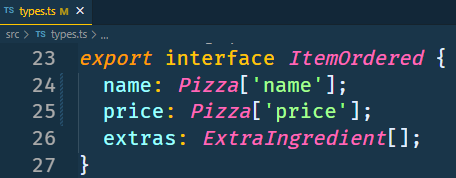 TS types.ts M ×
src > TS types.ts > ...
23 export interface ItemOrdered {
24 name: Pizza['name'];
25 price: Pizza['price'];
26 extras: ExtraIngredient[];
27 }